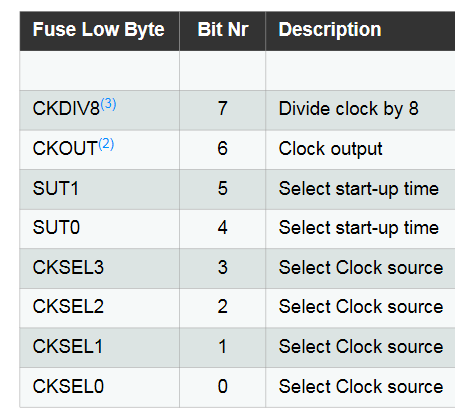 Fuse Low Byte Bit Nr Description
CKDIV8(3) 7 Divide clock by 8
CKOUT(2) 6 Clock output
SUT1 5 Select start-up time
SUT0 4 Select start-up time
CKSEL3 3 Select Clock source
CKSEL2 2 Select Clock source
CKSEL1 1 Select Clock source
CKSEL0 0 Select Clock source